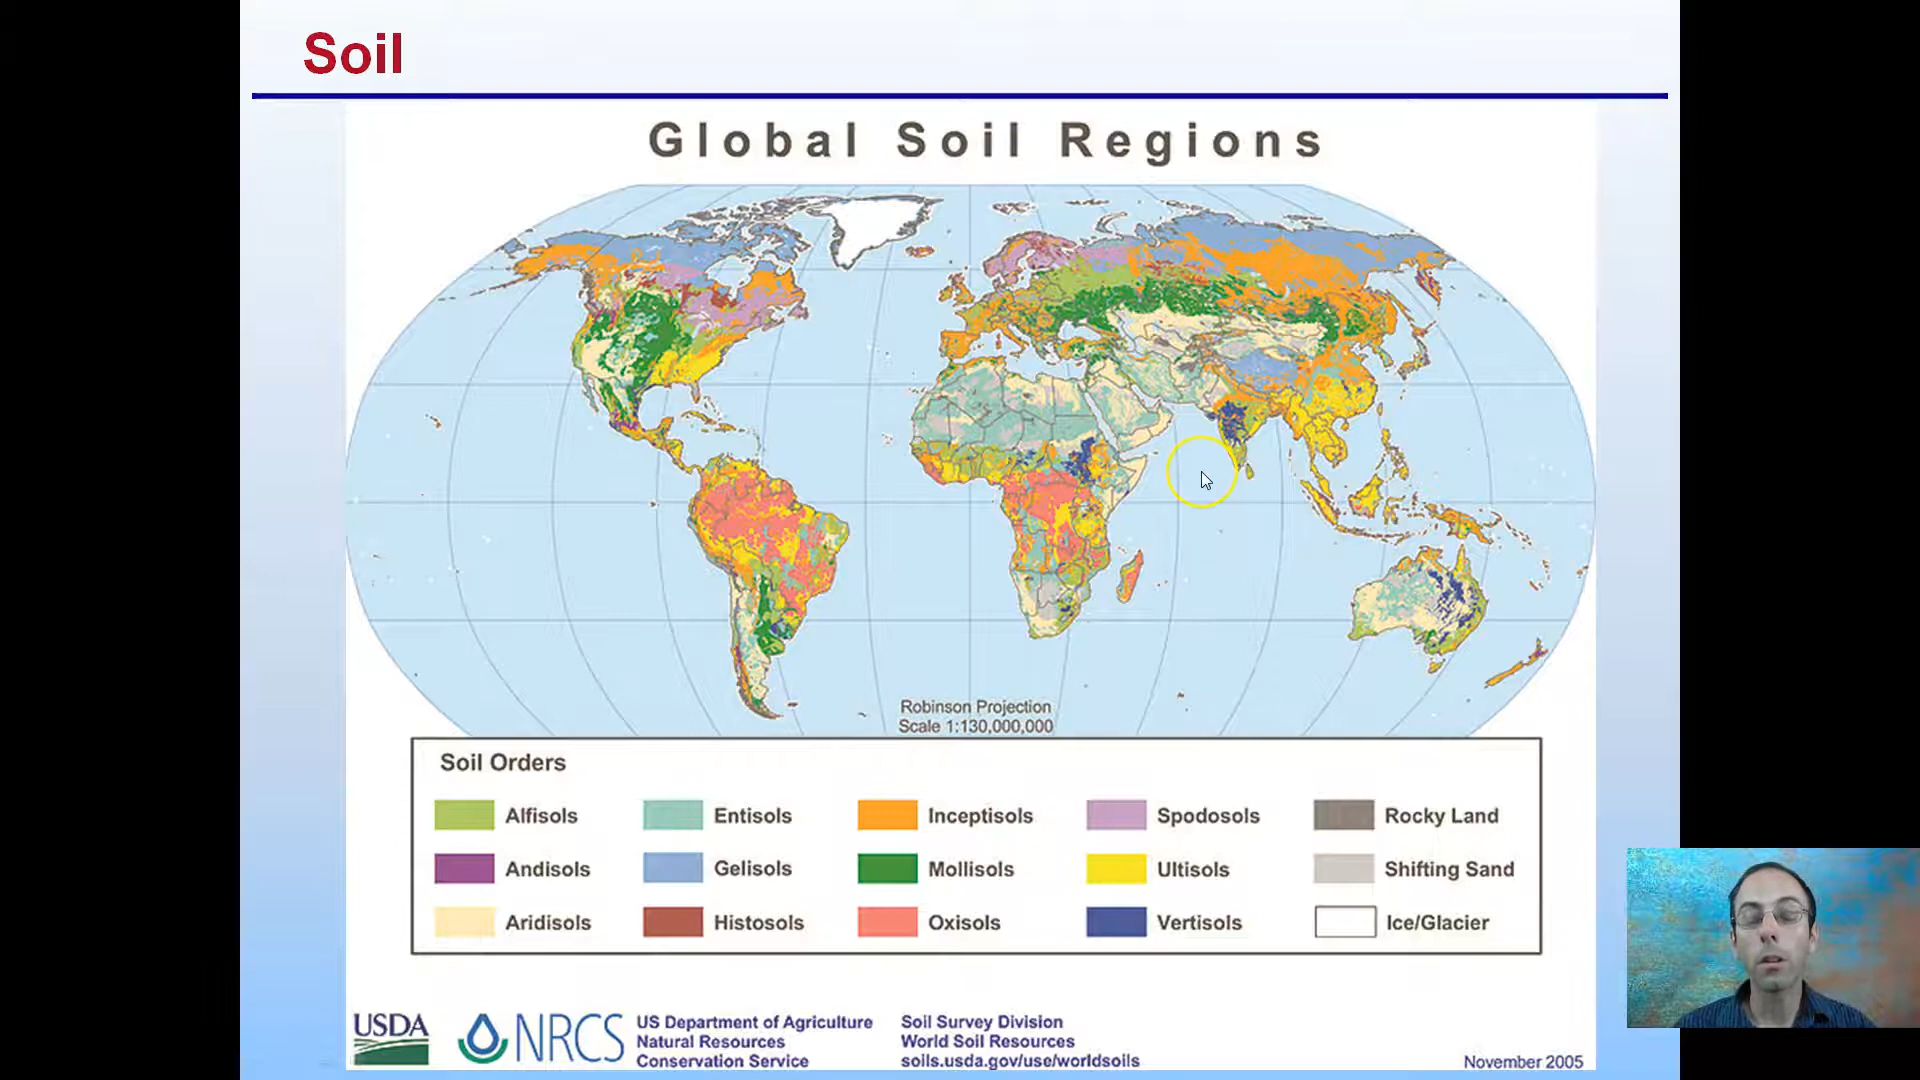 Soil
Global Soil Regions
Robinson Projection
Scale 1:130,000,000
Soil Orders
Alfisols Entisols Inceptisols Spodosols Rocky Land
Andisols Gelisols Mollisols Ultisols Shifting Sand
Aridisols Histosols Oxisols Vertisols Ice/Glacier
USDA
NRCS
US Department of Agriculture
Natural Resources
Conservation Service
Soil Survey Division
World Soil Resources
soils.usda.gov/use/worldsoils
November 2005